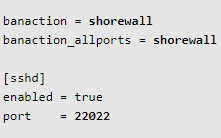 banaction = shorewall
banaction_allports = shorewall
[sshd]
enabled = true
port    = 22022